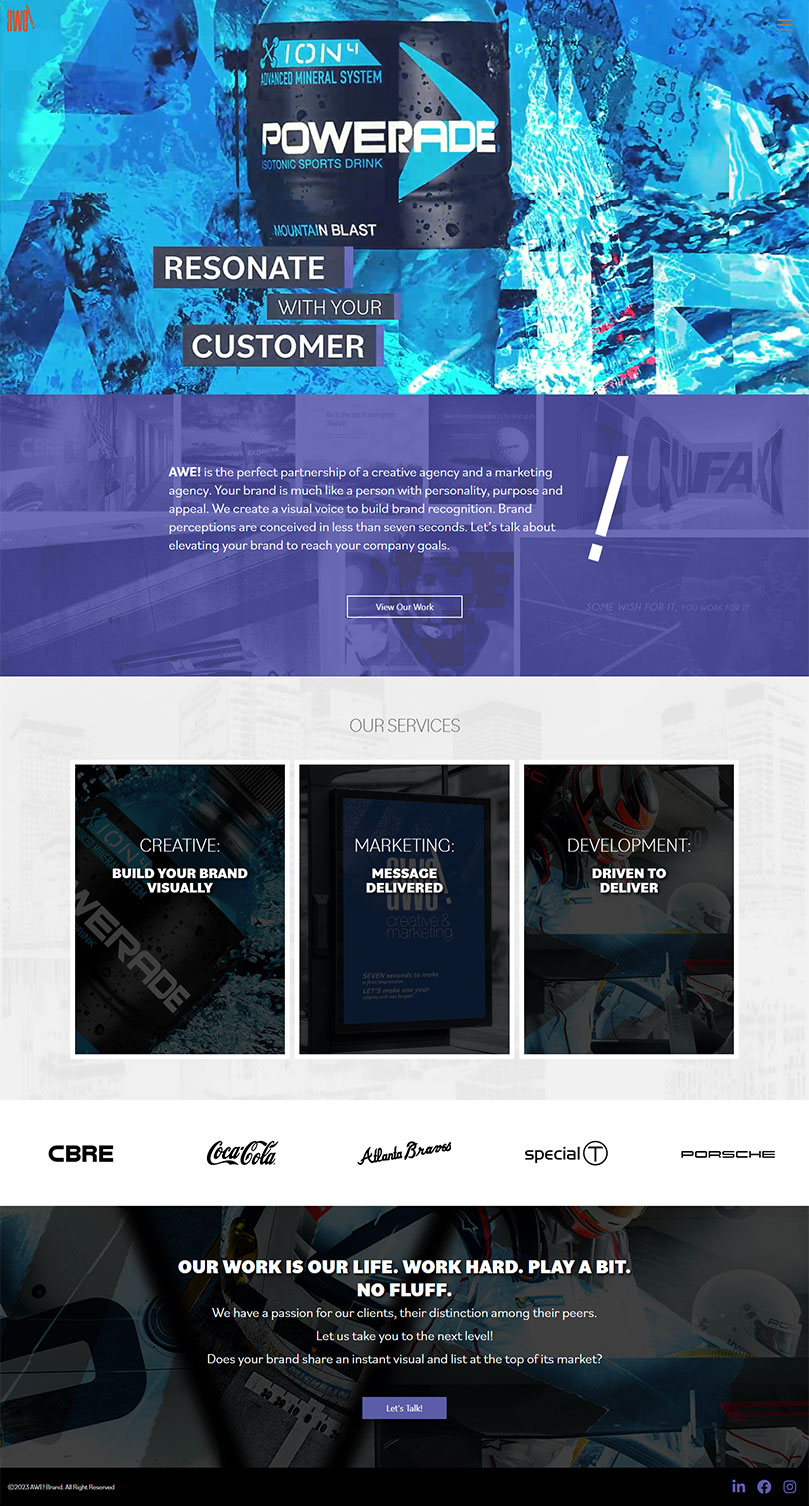 awe!
ION4
ADVANCED MINERAL SYSTEM
POWERADE
ISOTONIC SPORTS DRINK
MOUNTAIN BLAST
RESONATE
WITH YOUR
CUSTOMER
CBRE
EQUIFAX
AWE! is the perfect partnership of a creative agency and a marketing
agency. Your brand is much like a person with personality, purpose and
appeal. We create a visual voice to build brand recognition. Brand
perceptions are conceived in less than seven seconds. Let's talk about
elevating your brand to reach your company goals.
!
View Our Work
SOME WISH FOR IT, YOU WORK FOR IT
OUR SERVICES
CREATIVE:
BUILD YOUR BRAND
VISUALLY
ION4
WERADE
MARKETING:
MESSAGE
DELIVERED
awe!
creative &
marketing
SEVEN seconds to make
a first impression.
LET'S make one your
clients will not forget!
DEVELOPMENT:
DRIVEN TO
DELIVER
CBRE
Coca-Cola
Atlanta Braves
special T
PORSCHE
OUR WORK IS OUR LIFE. WORK HARD. PLAY A BIT.
NO FLUFF.
We have a passion for our clients, their distinction among their peers.
Let us take you to the next level!
Does your brand share an instant visual and list at the top of its market?
Let's Talk!
©2023 AWE! Brand. All Right Reserved